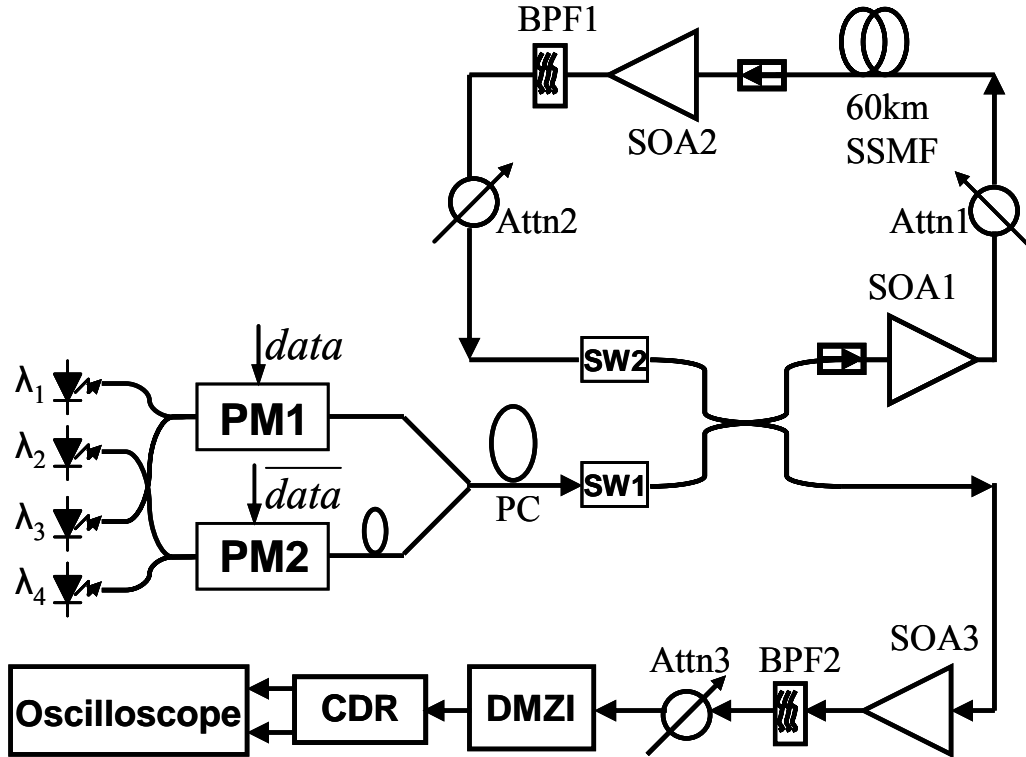 BPF1
60km
SSMF
SOA2
Attn2
Attn1
SOA1
data
SW2
λ1
PM1
λ2
data
SW1
PC
λ3
PM2
λ4
SOA3
Attn3
BPF2
Oscilloscope
CDR
DMZI